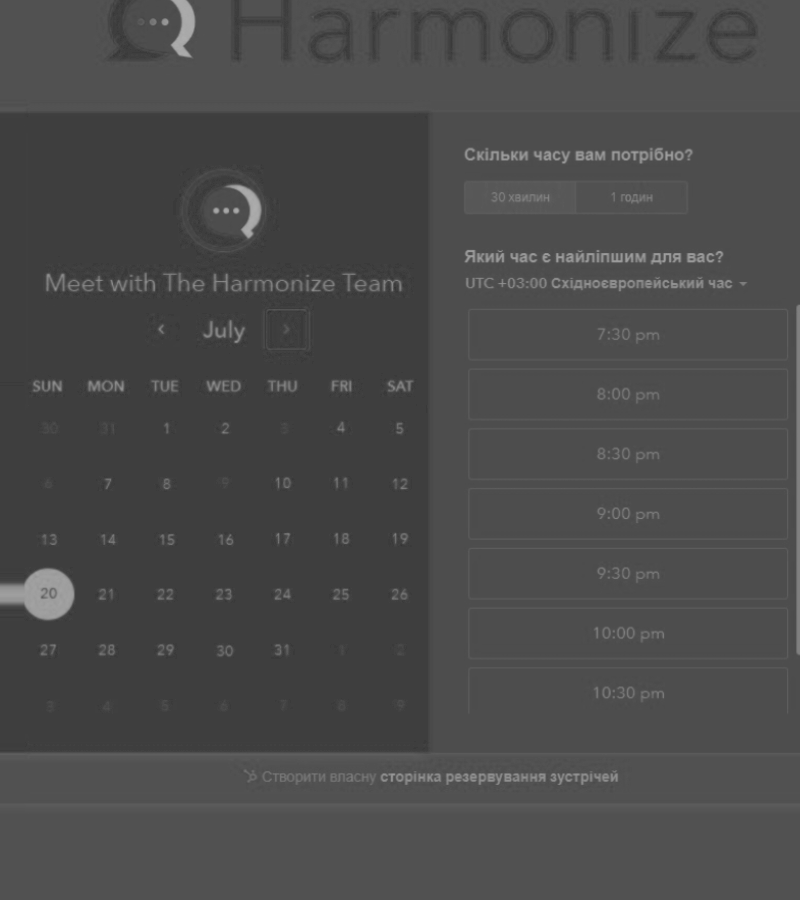 Harmonize
Meet with The Harmonize Team
July
SUN MON TUE WED THU FRI SAT
30 31 1 2 3 4 5
6 7 8 9 10 11 12
13 14 15 16 17 18 19
20 21 22 23 24 25 26
27 28 29 30 31 1 2
3 4 5 6 7 8 9
Скільки часу вам потрібно?
30 хвилин 1 годин
Який час є найліпшим для вас?
UTC +03:00 Східноєвропейський час
7:30 pm
8:00 pm
8:30 pm
9:00 pm
9:30 pm
10:00 pm
10:30 pm
Створити власну сторінка резервування зустрічей